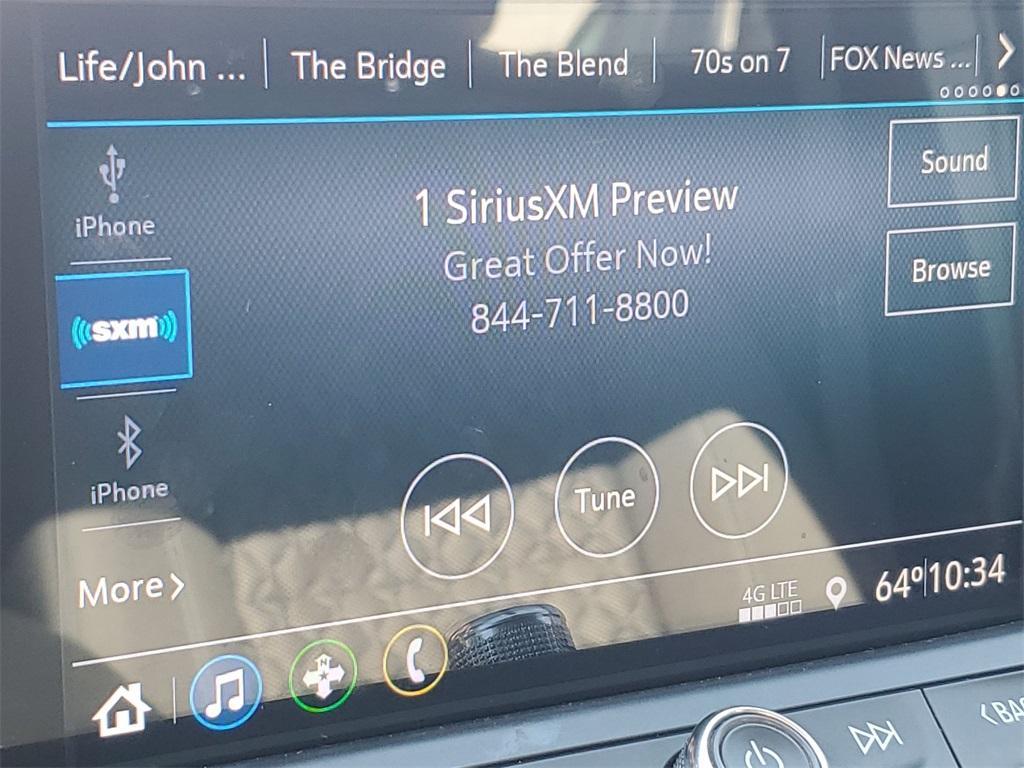 Life/John ...
The Bridge
The Blend
70s on 7
FOX News ...
iPhone
1 SiriusXM Preview
Great Offer Now!
844-711-8800
Sound
Browse
sxm
iPhone
Tune
More
4G LTE
64º
10:34
N